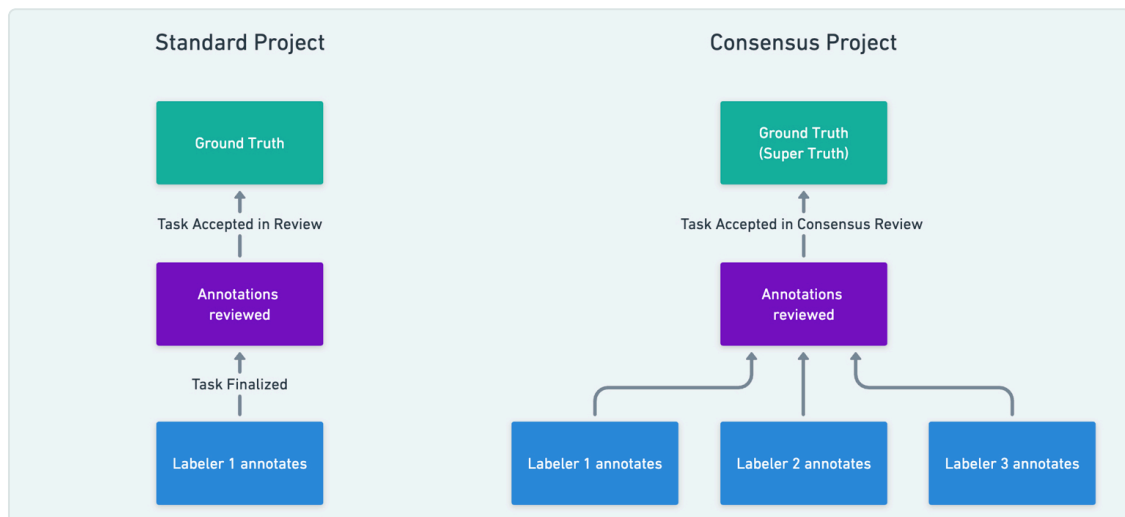 Standard Project
Ground Truth
Task Accepted in Review
Annotations
reviewed
Task Finalized
Labeler 1 annotates
Consensus Project
Ground Truth
(Super Truth)
Task Accepted in Consensus Review
Annotations
reviewed
Labeler 1 annotates
Labeler 2 annotates
Labeler 3 annotates